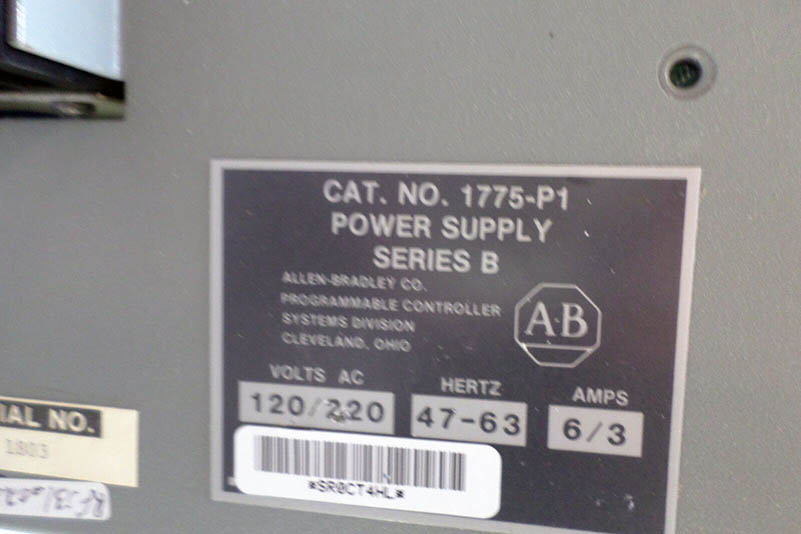 CAT. NO. 1775-P1
POWER SUPPLY
SERIES B
ALLEN-BRADLEY CO.
PROGRAMMABLE CONTROLLER
SYSTEMS DIVISION
CLEVELAND, OHIO
A·B
VOLTS AC HERTZ AMPS
120/220 47-63 6/3
*SR0CT4HL*
IAL NO.
1803